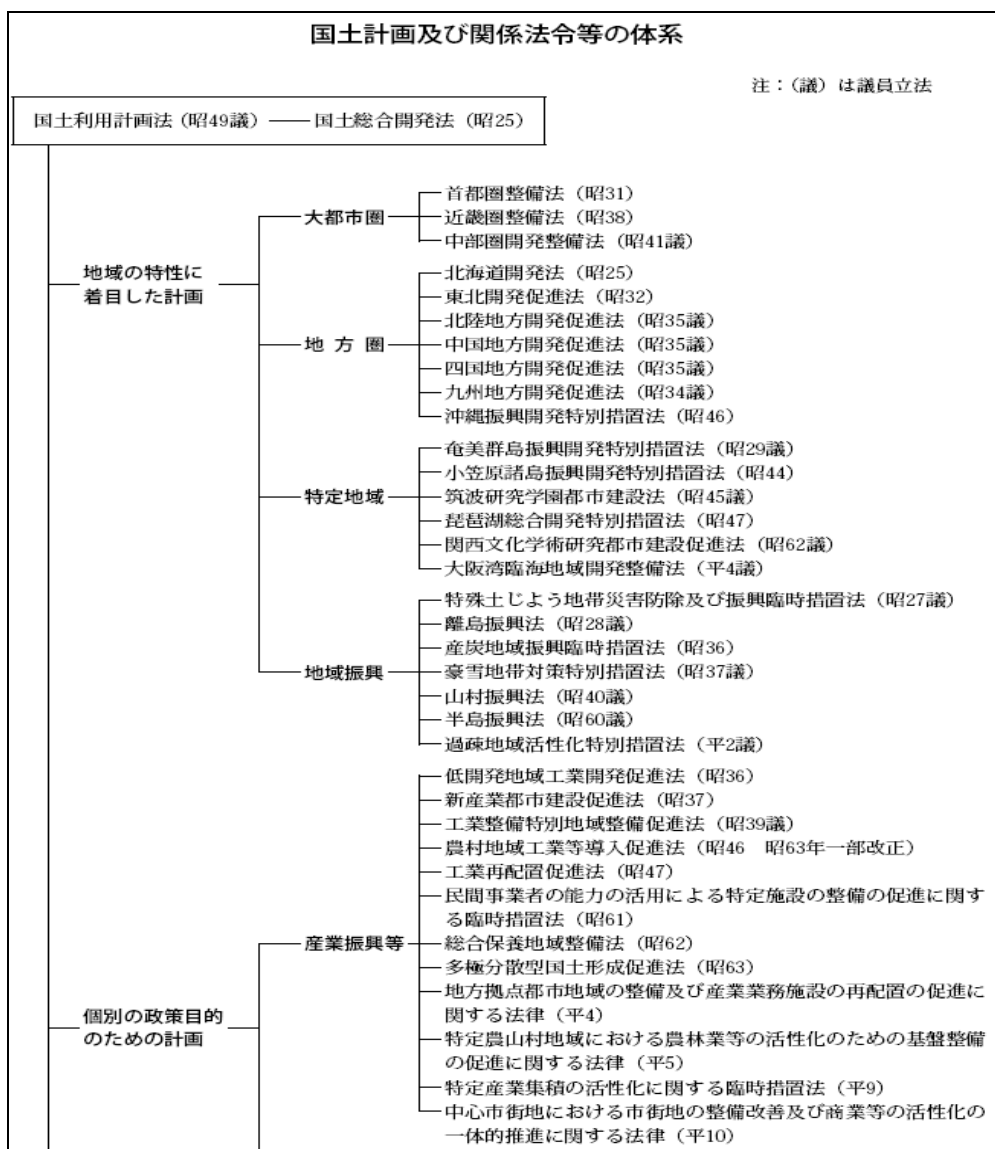 国土計画及び関係法令等の体系
注：（議）は議員立法
国土利用計画法（昭49議）―― 国土総合開発法（昭25）
地域の特性に
着目した計画
大都市圏
首都圏整備法（昭31）
近畿圏整備法（昭38）
中部圏開発整備法（昭41議）
地 方 圏
北海道開発法（昭25）
東北開発促進法（昭32）
北陸地方開発促進法（昭35議）
中国地方開発促進法（昭35議）
四国地方開発促進法（昭35議）
九州地方開発促進法（昭34議）
沖縄振興開発特別措置法（昭46）
特定地域
奄美群島振興開発特別措置法（昭29議）
小笠原諸島振興開発特別措置法（昭44）
筑波研究学園都市建設法（昭45議）
琵琶湖総合開発特別措置法（昭47）
関西文化学術研究都市建設促進法（昭62議）
大阪湾臨海地域開発整備法（平4議）
地域振興
特殊土じよう地帯災害防除及び振興臨時措置法（昭27議）
離島振興法（昭28議）
産炭地域振興臨時措置法（昭36）
豪雪地帯対策特別措置法（昭37議）
山村振興法（昭40議）
半島振興法（昭60議）
過疎地域活性化特別措置法（平2議）
個別の政策目的
のための計画
産業振興等
低開発地域工業開発促進法（昭36）
新産業都市建設促進法（昭37）
工業整備特別地域整備促進法（昭39議）
農村地域工業等導入促進法（昭46　昭63年一部改正）
工業再配置促進法（昭47）
民間事業者の能力の活用による特定施設の整備の促進に関す
る臨時措置法（昭61）
総合保養地域整備法（昭62）
多極分散型国土形成促進法（昭63）
地方拠点都市地域の整備及び産業業務施設の再配置の促進に
関する法律（平4）
特定農山村地域における農林業等の活性化のための基盤整備
の促進に関する法律（平5）
特定産業集積の活性化に関する臨時措置法（平9）
中心市街地における市街地の整備改善及び商業等の活性化の
一体的推進に関する法律（平10）